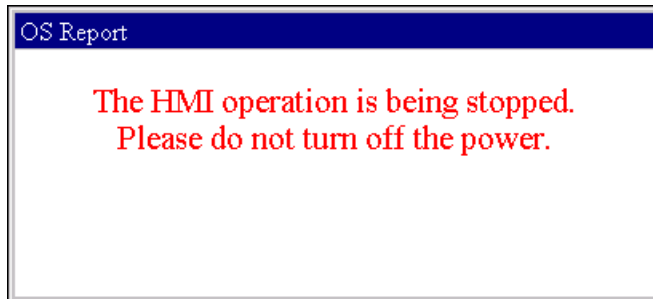 OS Report
The HMI operation is being stopped.
Please do not turn off the power.